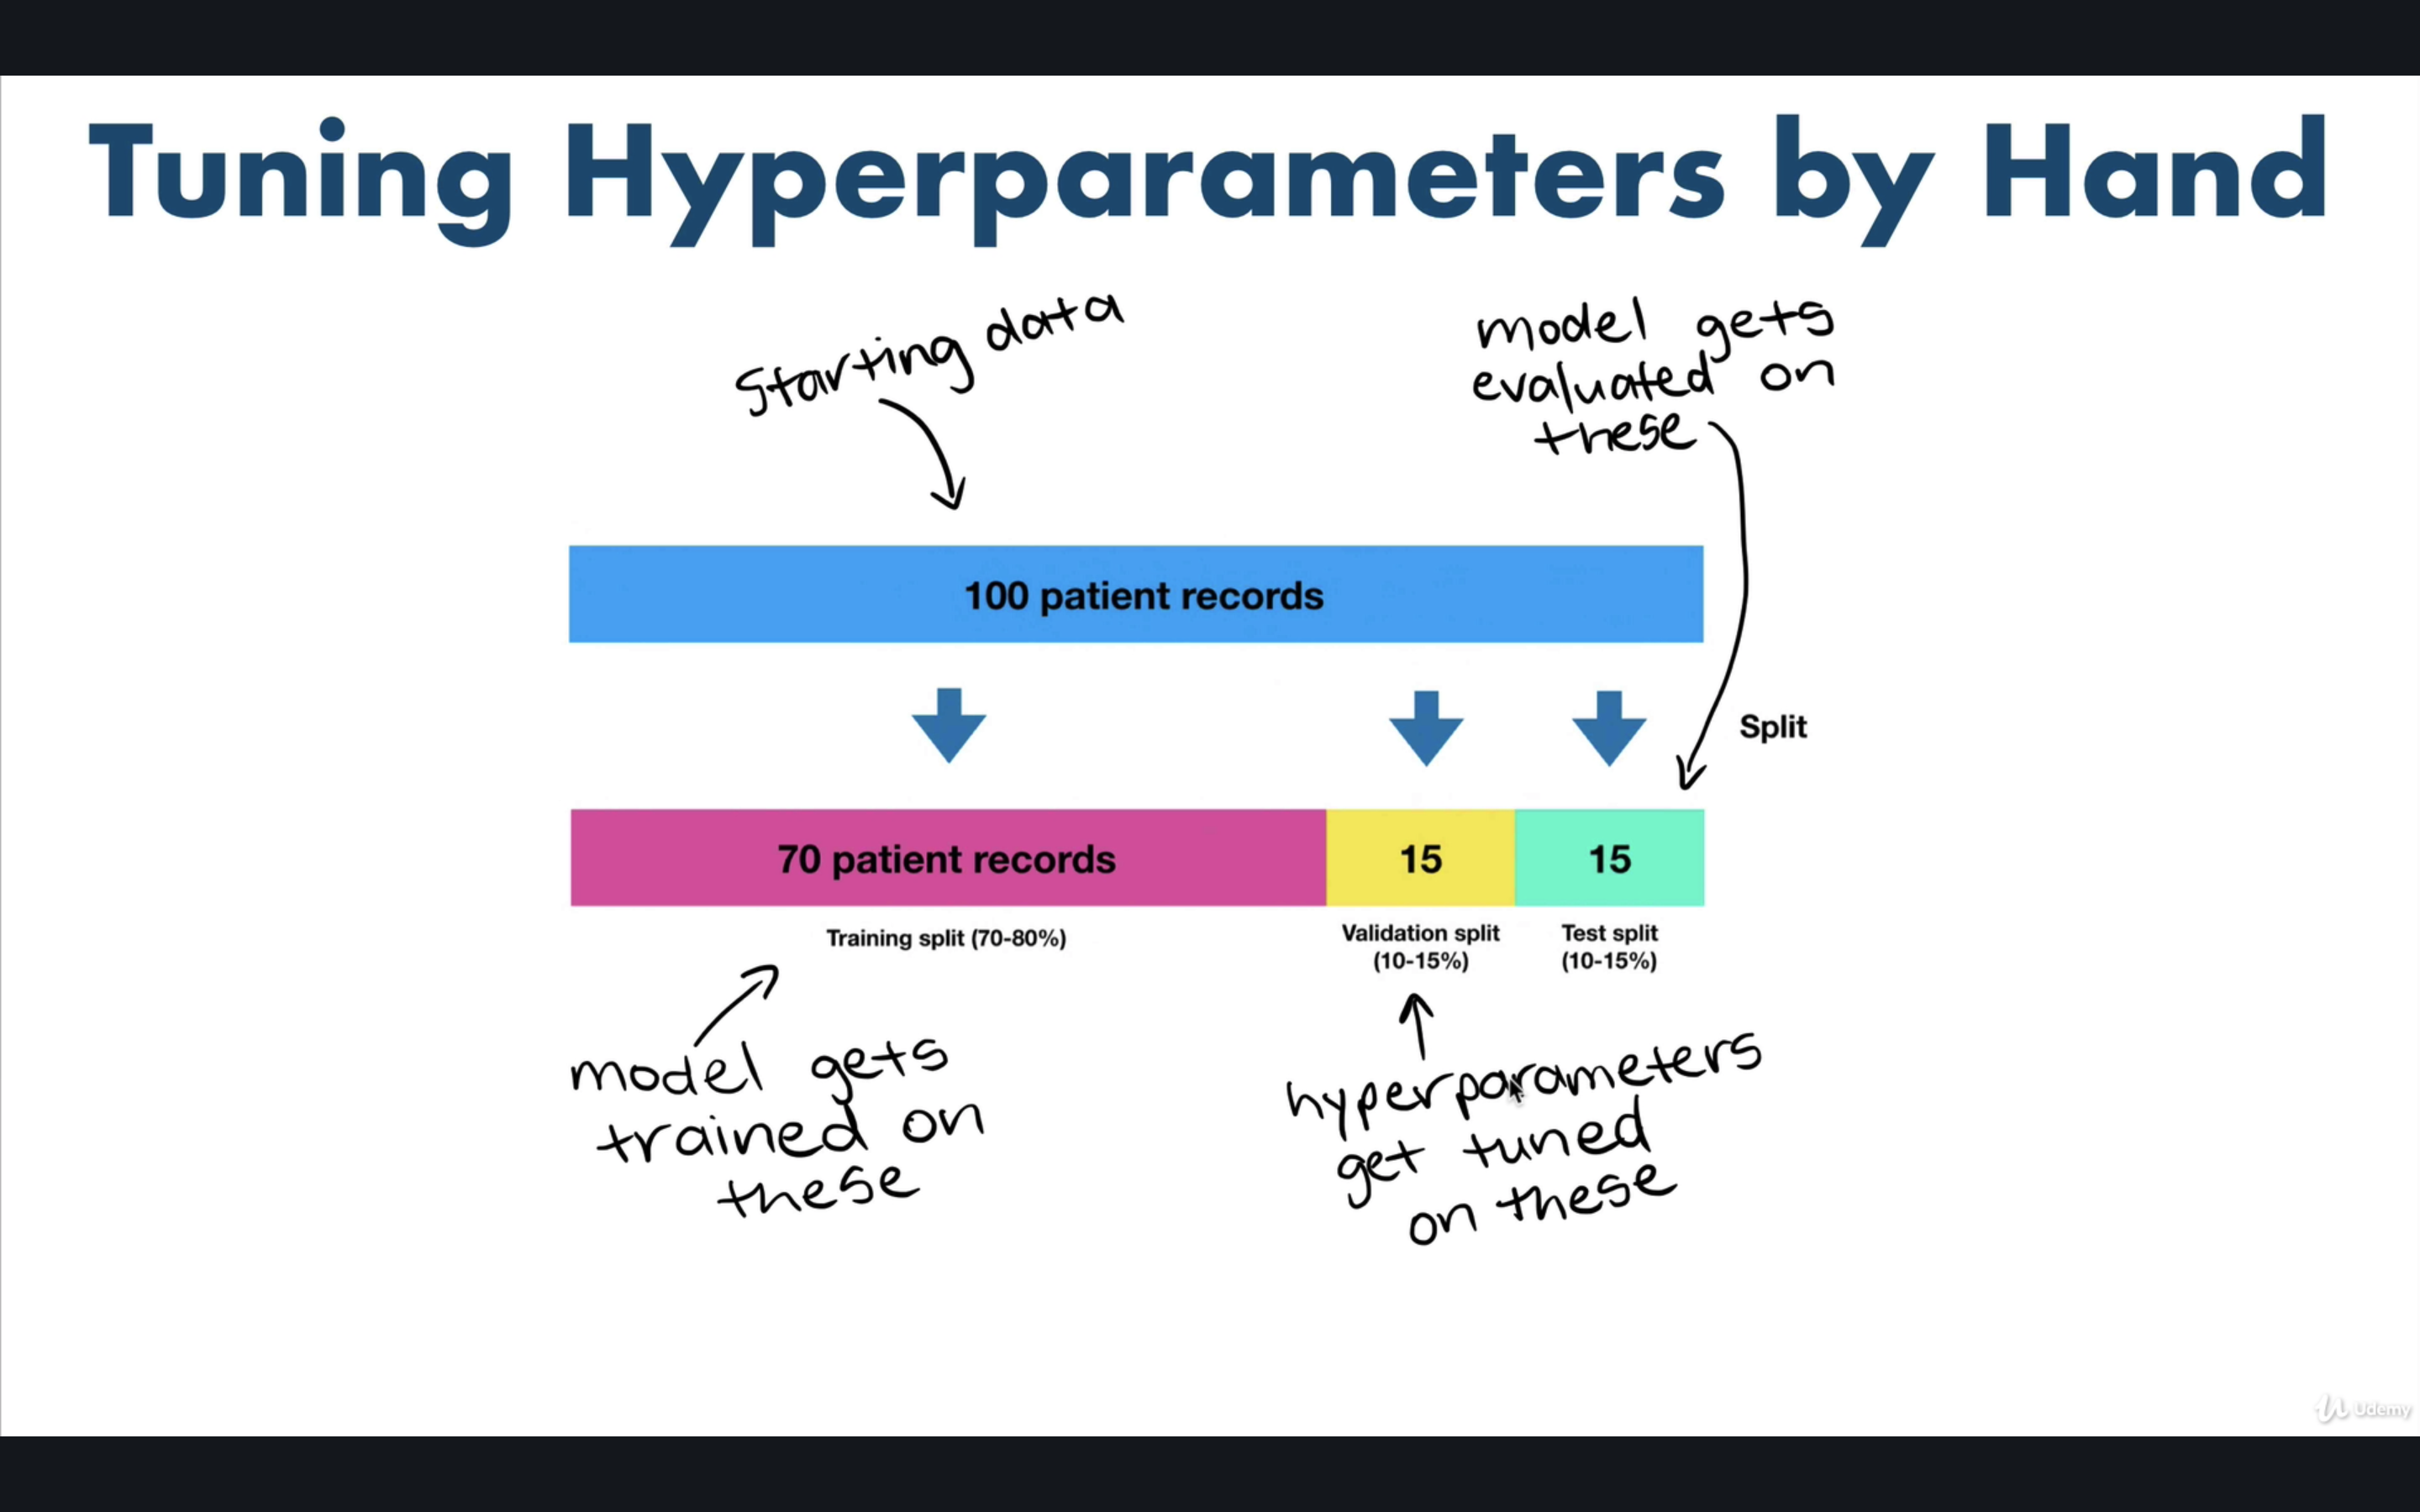 Tuning Hyperparameters by Hand
starting data
model gets
evaluated on
these
100 patient records
Split
70 patient records
15
15
Training split (70-80%)
Validation split
(10-15%)
Test split
(10-15%)
model gets
trained on
these
hyperparameters
get tuned
on these
Udemy